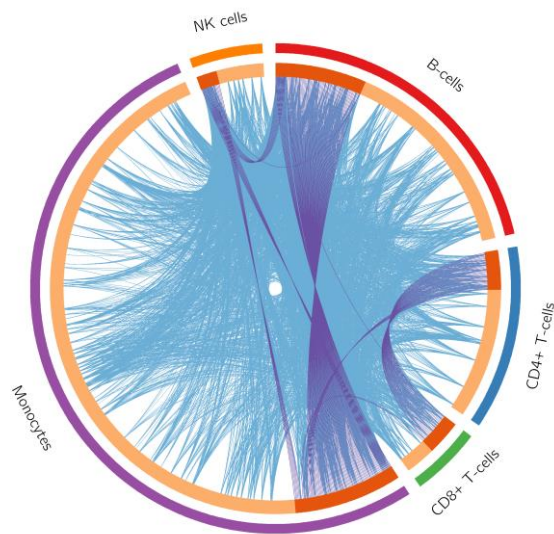 NK cells
B-cells
CD4+ T-cells
CD8+ T-cells
Monocytes